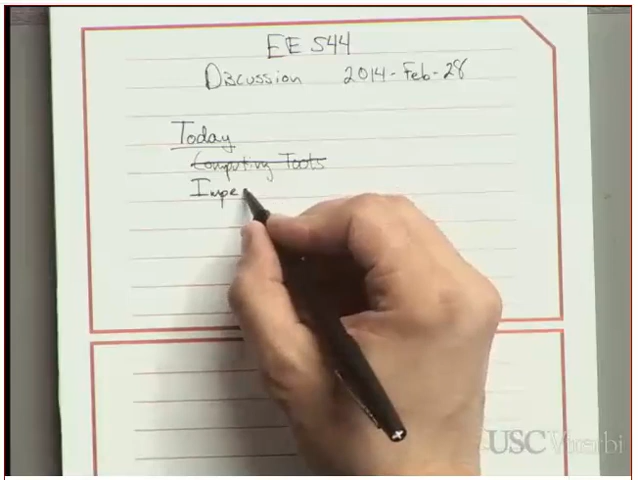 EE 544
Discussion 2014-Feb-28
Today
Computing Tools
Impe
USC Viterbi